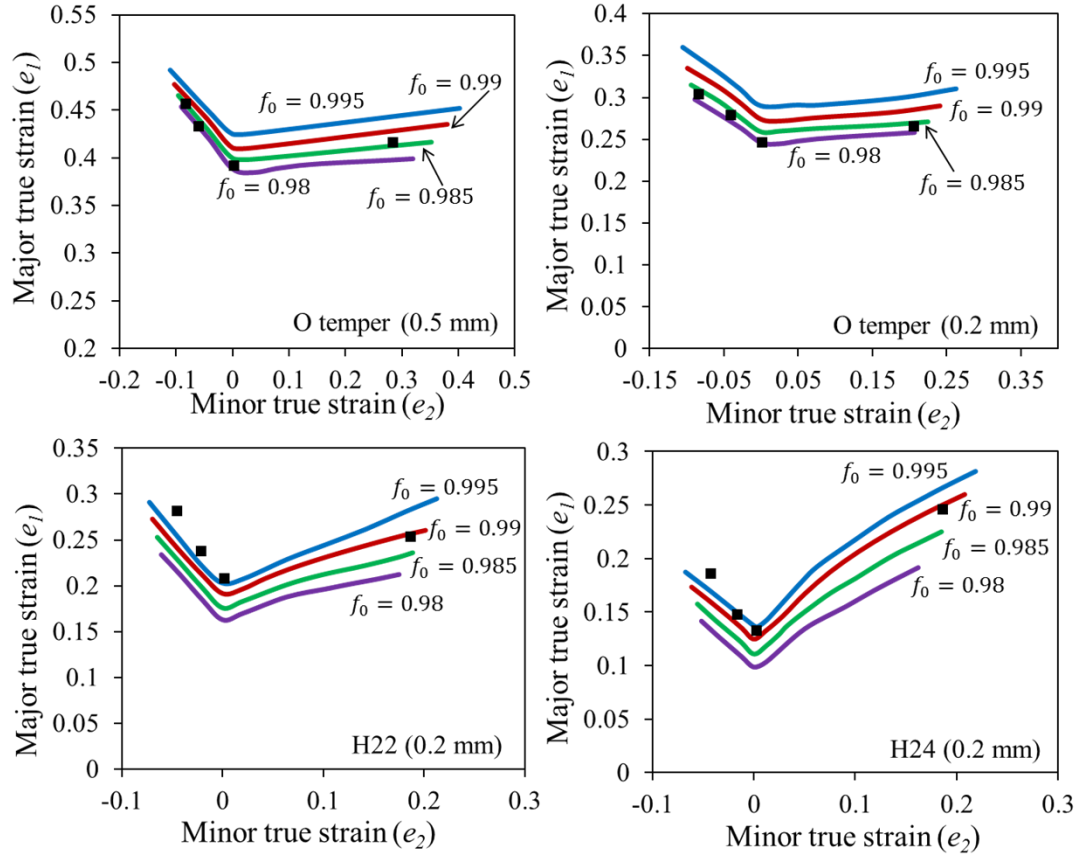 0.55
0.5
0.45
0.4
0.35
0.3
0.25
0.2
-0.2
-0.1
0
0.1
0.2
0.3
0.4
0.5
Major true strain (e1)
Minor true strain (e2)
f0 = 0.995
f0 = 0.99
f0 = 0.98
f0 = 0.985
O temper (0.5 mm)
0.4
0.35
0.3
0.25
0.2
0.15
0.1
0.05
0
-0.15
-0.05
0.05
0.15
0.25
0.35
Major true strain (e1)
Minor true strain (e2)
f0 = 0.995
f0 = 0.99
f0 = 0.98
f0 = 0.985
O temper (0.2 mm)
0.35
0.3
0.25
0.2
0.15
0.1
0.05
0
-0.1
0
0.1
0.2
0.3
Major true strain (e1)
Minor true strain (e2)
f0 = 0.995
f0 = 0.99
f0 = 0.985
f0 = 0.98
H22 (0.2 mm)
0.3
0.25
0.2
0.15
0.1
0.05
0
-0.1
0
0.1
0.2
0.3
Major true strain (e1)
Minor true strain (e2)
f0 = 0.995
f0 = 0.99
f0 = 0.985
f0 = 0.98
H24 (0.2 mm)